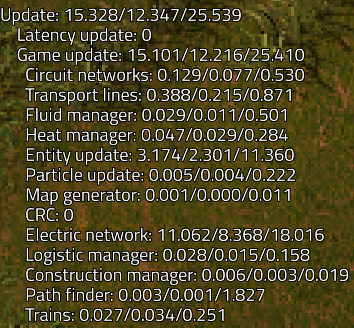 Update: 15.328/12.347/25.539
Latency update: 0
Game update: 15.101/12.216/25.410
Circuit networks: 0.129/0.077/0.530
Transport lines: 0.388/0.215/0.871
Fluid manager: 0.029/0.011/0.501
Heat manager: 0.047/0.029/0.284
Entity update: 3.174/2.301/11.360
Particle update: 0.005/0.004/0.222
Map generator: 0.001/0.000/0.011
CRC: 0
Electric network: 11.062/8.368/18.016
Logistic manager: 0.028/0.015/0.158
Construction manager: 0.006/0.003/0.019
Path finder: 0.003/0.001/1.827
Trains: 0.027/0.034/0.251